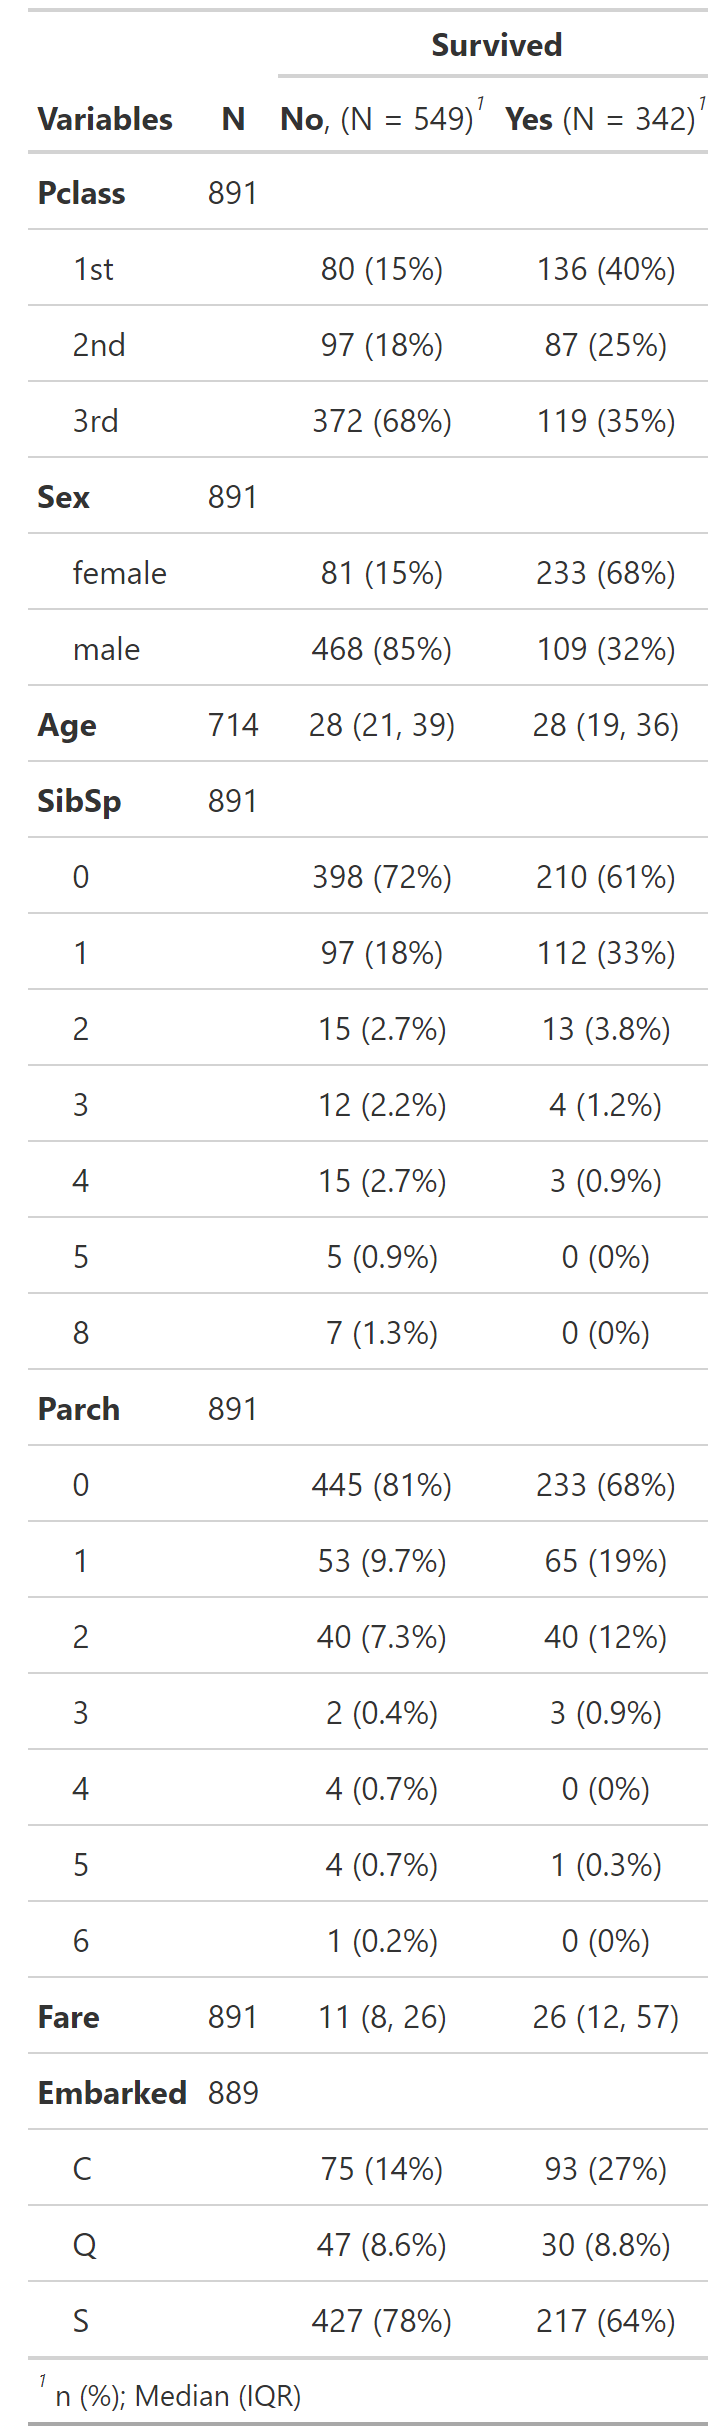 Survived
Variables N No, (N = 549)1 Yes (N = 342)1
Pclass 891
1st 80 (15%) 136 (40%)
2nd 97 (18%) 87 (25%)
3rd 372 (68%) 119 (35%)
Sex 891
female 81 (15%) 233 (68%)
male 468 (85%) 109 (32%)
Age 714 28 (21, 39) 28 (19, 36)
SibSp 891
0 398 (72%) 210 (61%)
1 97 (18%) 112 (33%)
2 15 (2.7%) 13 (3.8%)
3 12 (2.2%) 4 (1.2%)
4 15 (2.7%) 3 (0.9%)
5 5 (0.9%) 0 (0%)
8 7 (1.3%) 0 (0%)
Parch 891
0 445 (81%) 233 (68%)
1 53 (9.7%) 65 (19%)
2 40 (7.3%) 40 (12%)
3 2 (0.4%) 3 (0.9%)
4 4 (0.7%) 0 (0%)
5 4 (0.7%) 1 (0.3%)
6 1 (0.2%) 0 (0%)
Fare 891 11 (8, 26) 26 (12, 57)
Embarked 889
C 75 (14%) 93 (27%)
Q 47 (8.6%) 30 (8.8%)
S 427 (78%) 217 (64%)
1 n (%); Median (IQR)